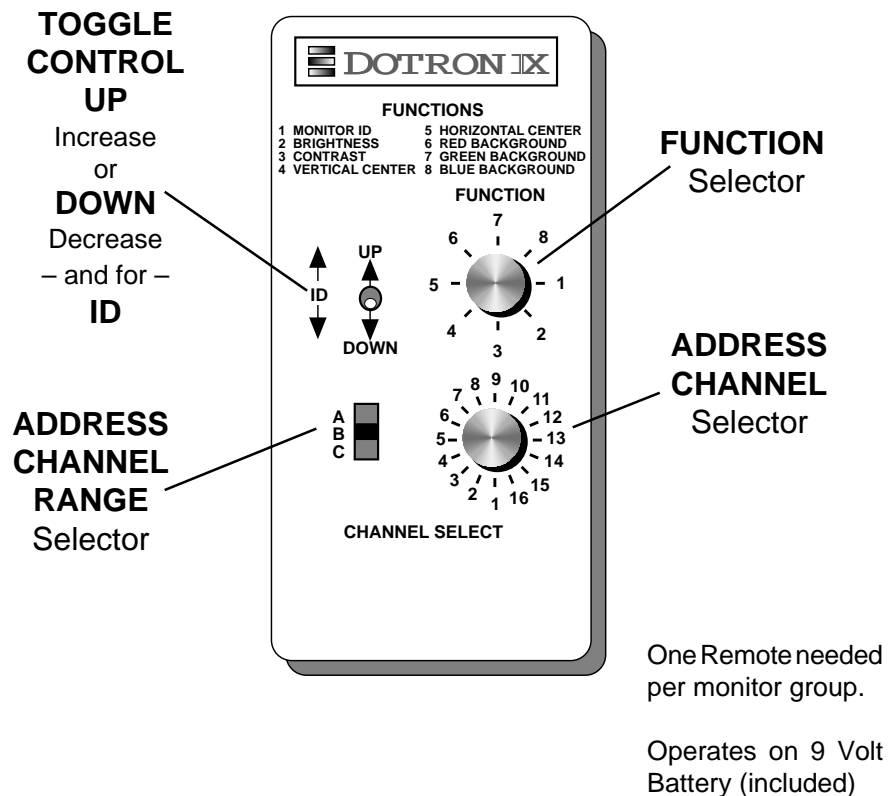 TOGGLE
CONTROL
UP
Increase
or
DOWN
Decrease
– and for –
ID
ADDRESS
CHANNEL
RANGE
Selector
DOTRONIX
FUNCTIONS
1 MONITOR ID 5 HORIZONTAL CENTER
2 BRIGHTNESS 6 RED BACKGROUND
3 CONTRAST 7 GREEN BACKGROUND
4 VERTICAL CENTER 8 BLUE BACKGROUND
FUNCTION
7
6 8
5 1
4 2
3
UP
ID
DOWN
A
B
C
9
8 10
7 11
6 12
5 13
4 14
3 15
2 16
1
CHANNEL SELECT
FUNCTION
Selector
ADDRESS
CHANNEL
Selector
One Remote needed
per monitor group.
Operates on 9 Volt
Battery (included)